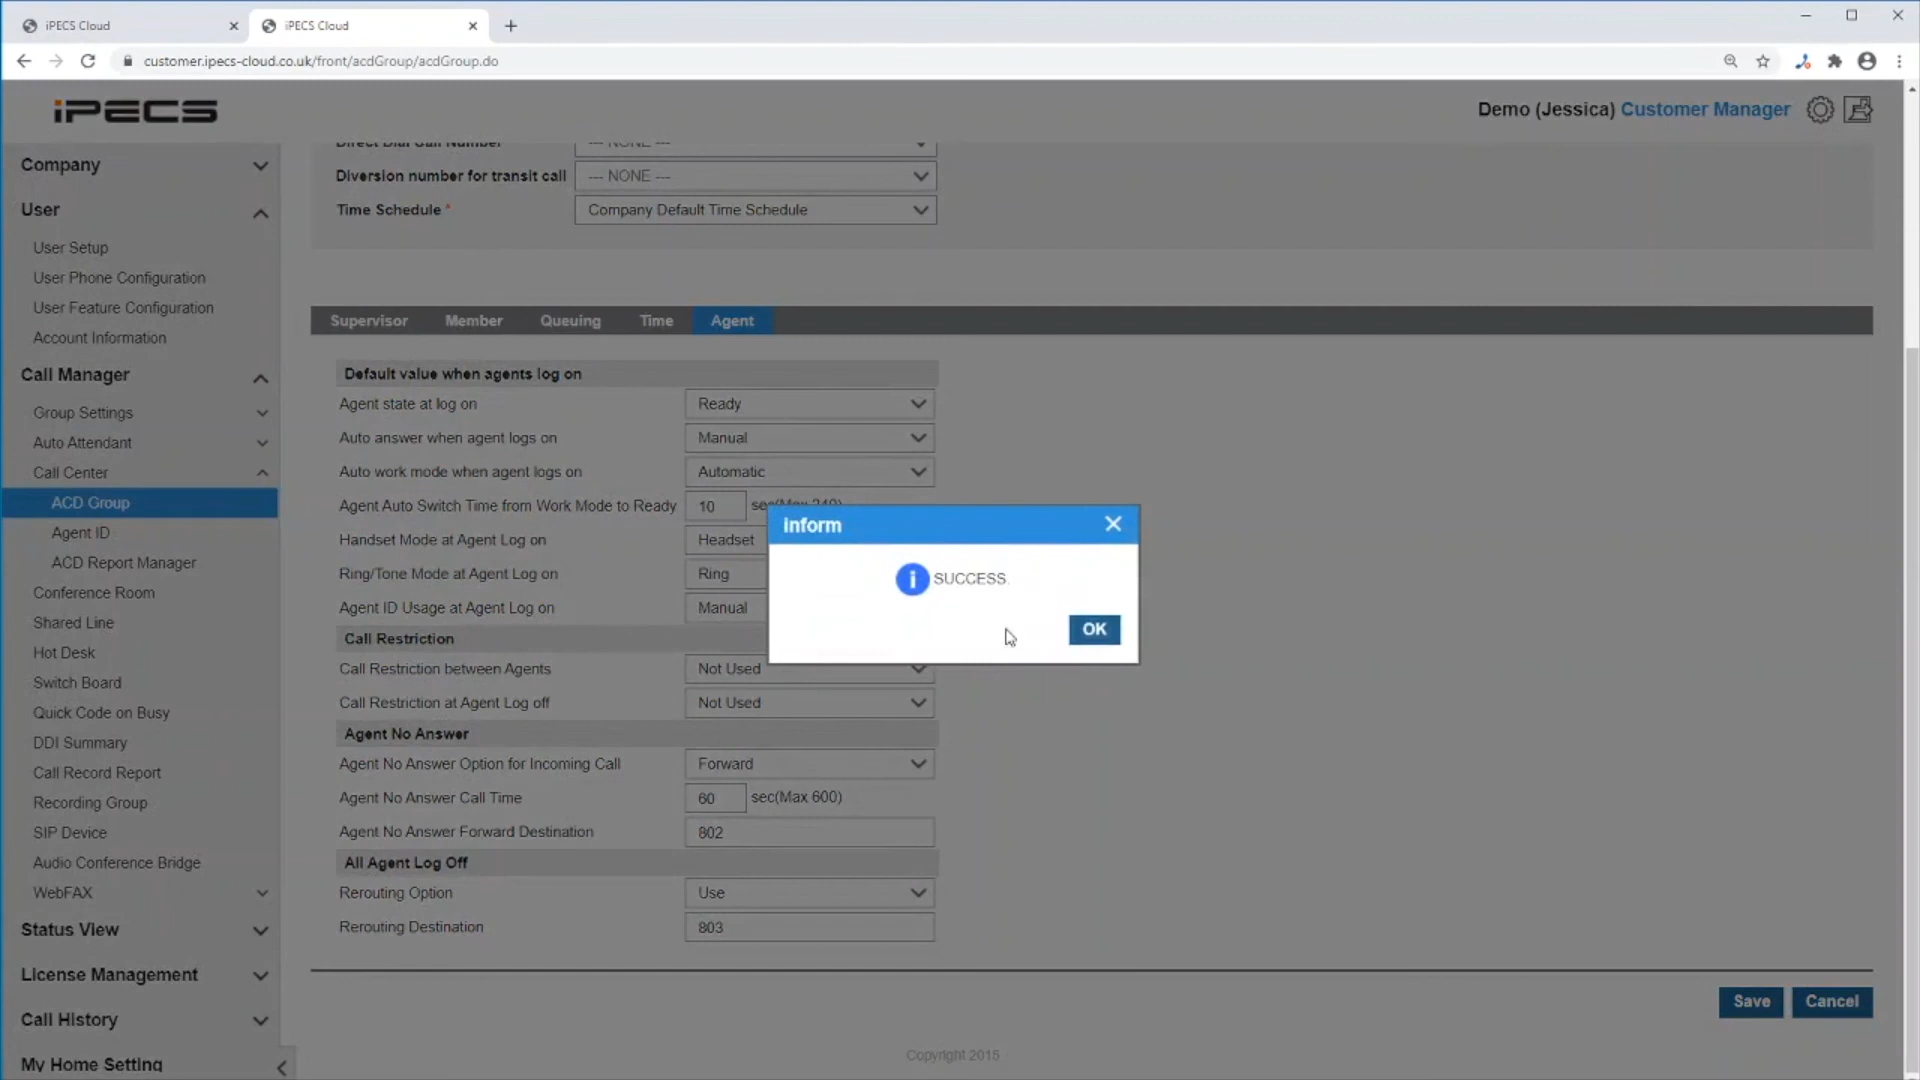 iPECS Cloud
iPECS Cloud
customer.ipecs-cloud.co.uk/front/acdGroup/acdGroup.do
iPECS
Demo (Jessica) Customer Manager
Company
User
User Setup
User Phone Configuration
User Feature Configuration
Account Information
Call Manager
Group Settings
Auto Attendant
Call Center
ACD Group
Agent ID
ACD Report Manager
Conference Room
Shared Line
Hot Desk
Switch Board
Quick Code on Busy
DDI Summary
Call Record Report
Recording Group
SIP Device
Audio Conference Bridge
WebFAX
Status View
License Management
Call History
My Home Setting
Direct Dial Call Number --- NONE ---
Diversion number for transit call --- NONE ---
Time Schedule * Company Default Time Schedule
Supervisor Member Queuing Time Agent
Default value when agents log on
Agent state at log on Ready
Auto answer when agent logs on Manual
Auto work mode when agent logs on Automatic
Agent Auto Switch Time from Work Mode to Ready 10 sec(Max 240)
Handset Mode at Agent Log on Headset
Ring/Tone Mode at Agent Log on Ring
Agent ID Usage at Agent Log on Manual
Call Restriction
Call Restriction between Agents Not Used
Call Restriction at Agent Log off Not Used
Agent No Answer
Agent No Answer Option for Incoming Call Forward
Agent No Answer Call Time 60 sec(Max 600)
Agent No Answer Forward Destination 802
All Agent Log Off
Rerouting Option Use
Rerouting Destination 803
Inform
SUCCESS.
OK
Save Cancel
Copyright 2015